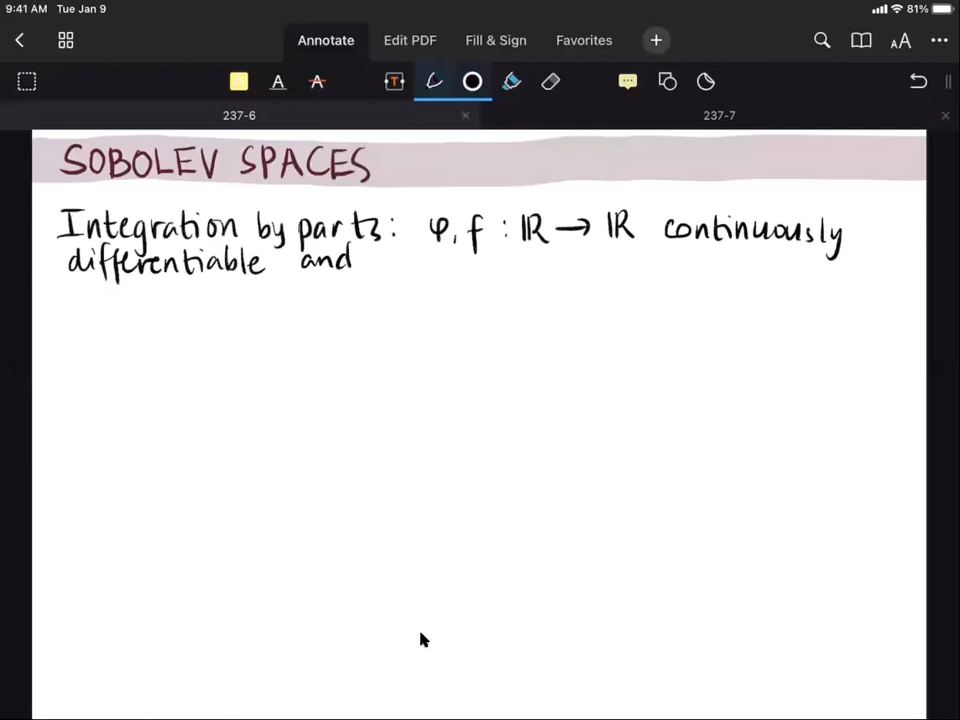 9:41 AM Tue Jan 9 81%
Annotate Edit PDF Fill & Sign Favorites
237-6 237-7
SOBOLEV SPACES
Integration by parts: φ, f : ℝ → ℝ continuously
differentiable and